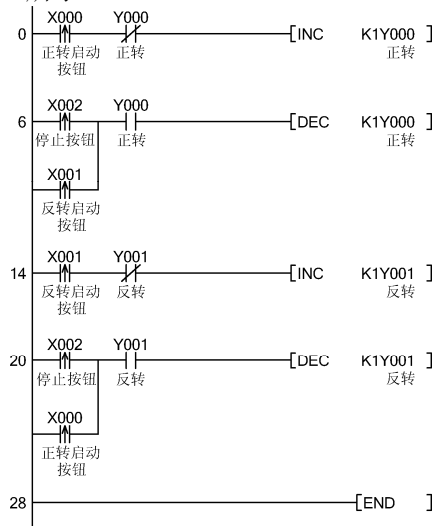 X000 Y000
0 [INC K1Y000 ]
正转启动 正转 正转
按钮
X002 Y000
6 [DEC K1Y000 ]
停止按钮 正转 正转
X001
反转启动
按钮
X001 Y001
14 [INC K1Y001 ]
反转启动 反转 反转
按钮
X002 Y001
20 [DEC K1Y001 ]
停止按钮 反转 反转
X000
正转启动
按钮
28 [END ]